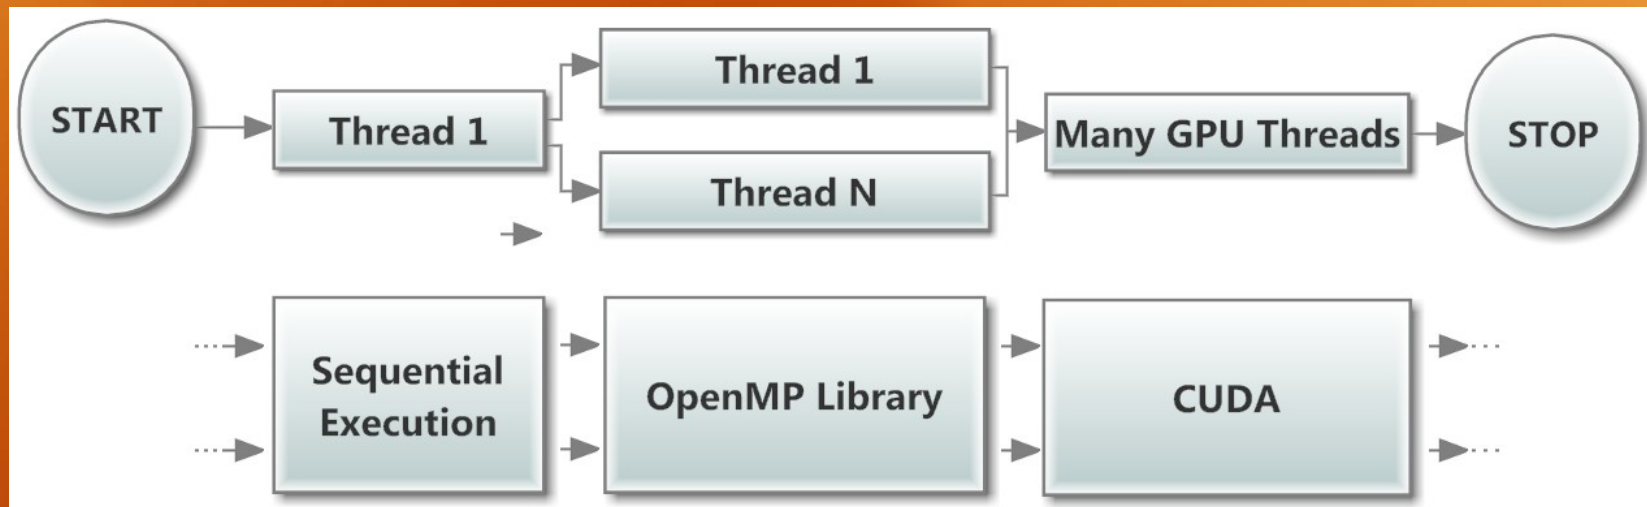 START
Thread 1
Thread 1
Thread N
Many GPU Threads
STOP
Sequential
Execution
OpenMP Library
CUDA